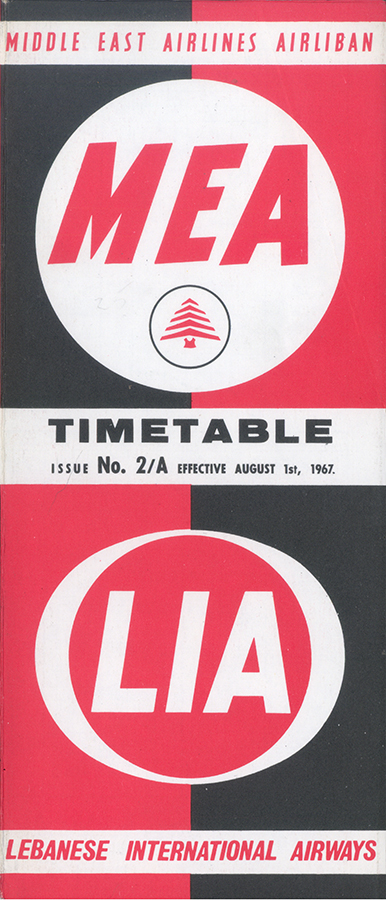 MIDDLE EAST AIRLINES AIRLIBAN
MEA
TIMETABLE
ISSUE No. 2/A EFFECTIVE AUGUST 1st, 1967.
LIA
LEBANESE INTERNATIONAL AIRWAYS